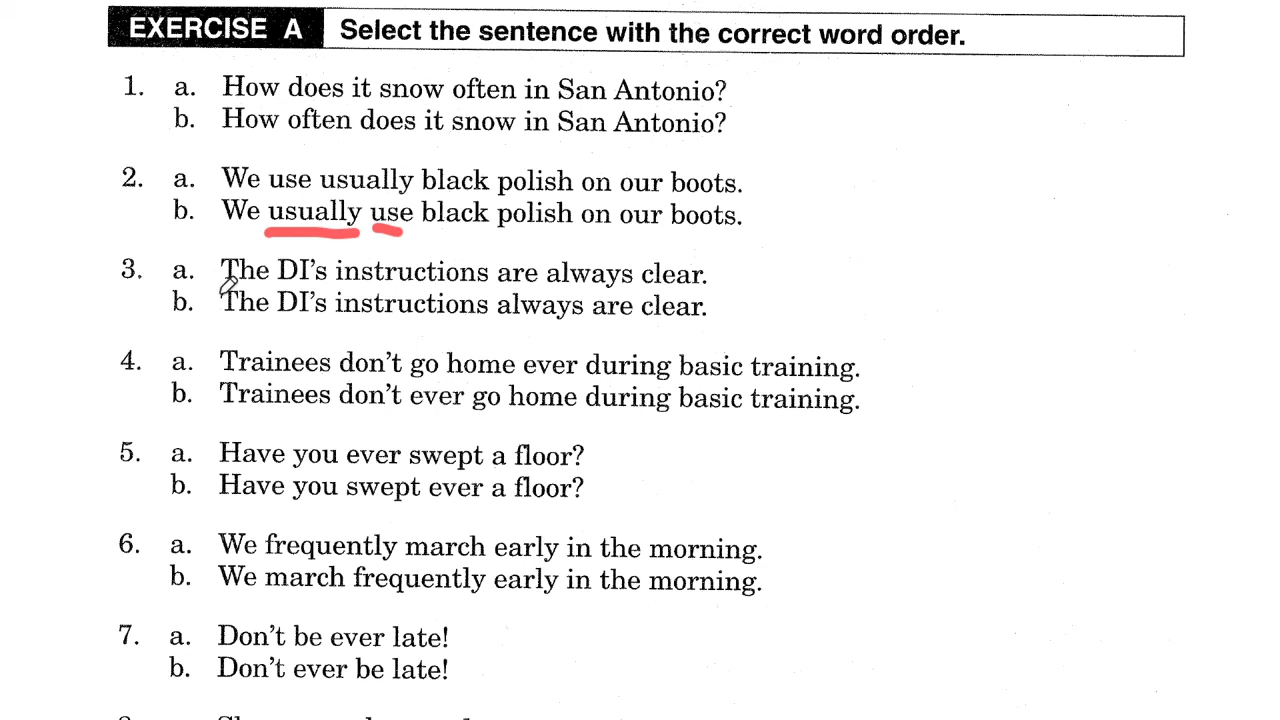 EXERCISE A Select the sentence with the correct word order.
1. a. How does it snow often in San Antonio?
b. How often does it snow in San Antonio?
2. a. We use usually black polish on our boots.
b. We usually use black polish on our boots.
3. a. The DI's instructions are always clear.
b. The DI's instructions always are clear.
4. a. Trainees don't go home ever during basic training.
b. Trainees don't ever go home during basic training.
5. a. Have you ever swept a floor?
b. Have you swept ever a floor?
6. a. We frequently march early in the morning.
b. We march frequently early in the morning.
7. a. Don't be ever late!
b. Don't ever be late!